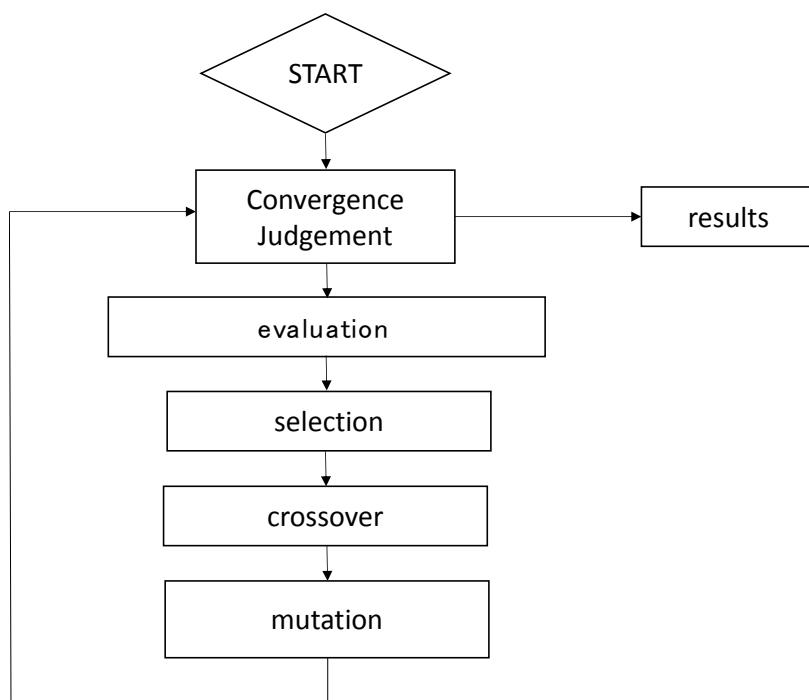 START
Convergence
Judgement
results
evaluation
selection
crossover
mutation